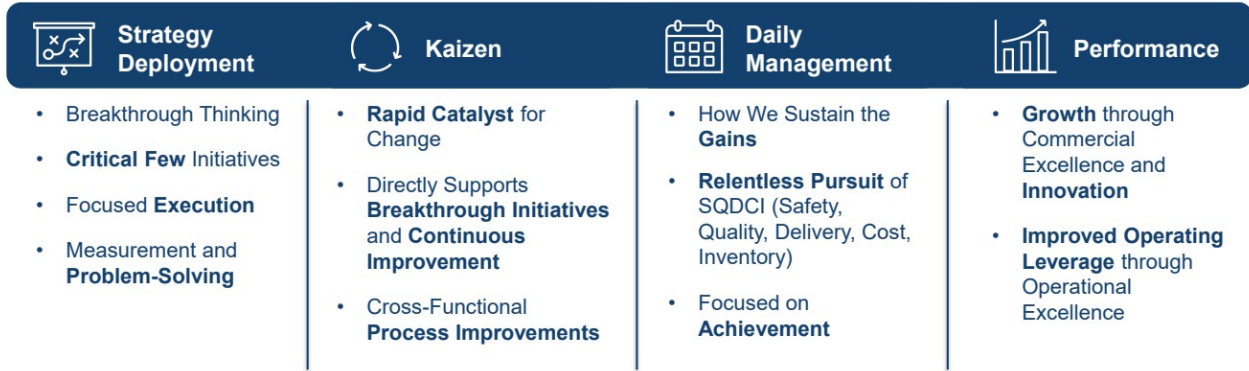 Strategy
Deployment
Kaizen
Daily
Management
Performance
• Breakthrough Thinking
• Critical Few Initiatives
• Focused Execution
• Measurement and
Problem-Solving
• Rapid Catalyst for
Change
• Directly Supports
Breakthrough Initiatives
and Continuous
Improvement
• Cross-Functional
Process Improvements
• How We Sustain the
Gains
• Relentless Pursuit of
SQDCI (Safety,
Quality, Delivery, Cost,
Inventory)
• Focused on
Achievement
• Growth through
Commercial
Excellence and
Innovation
• Improved Operating
Leverage through
Operational
Excellence